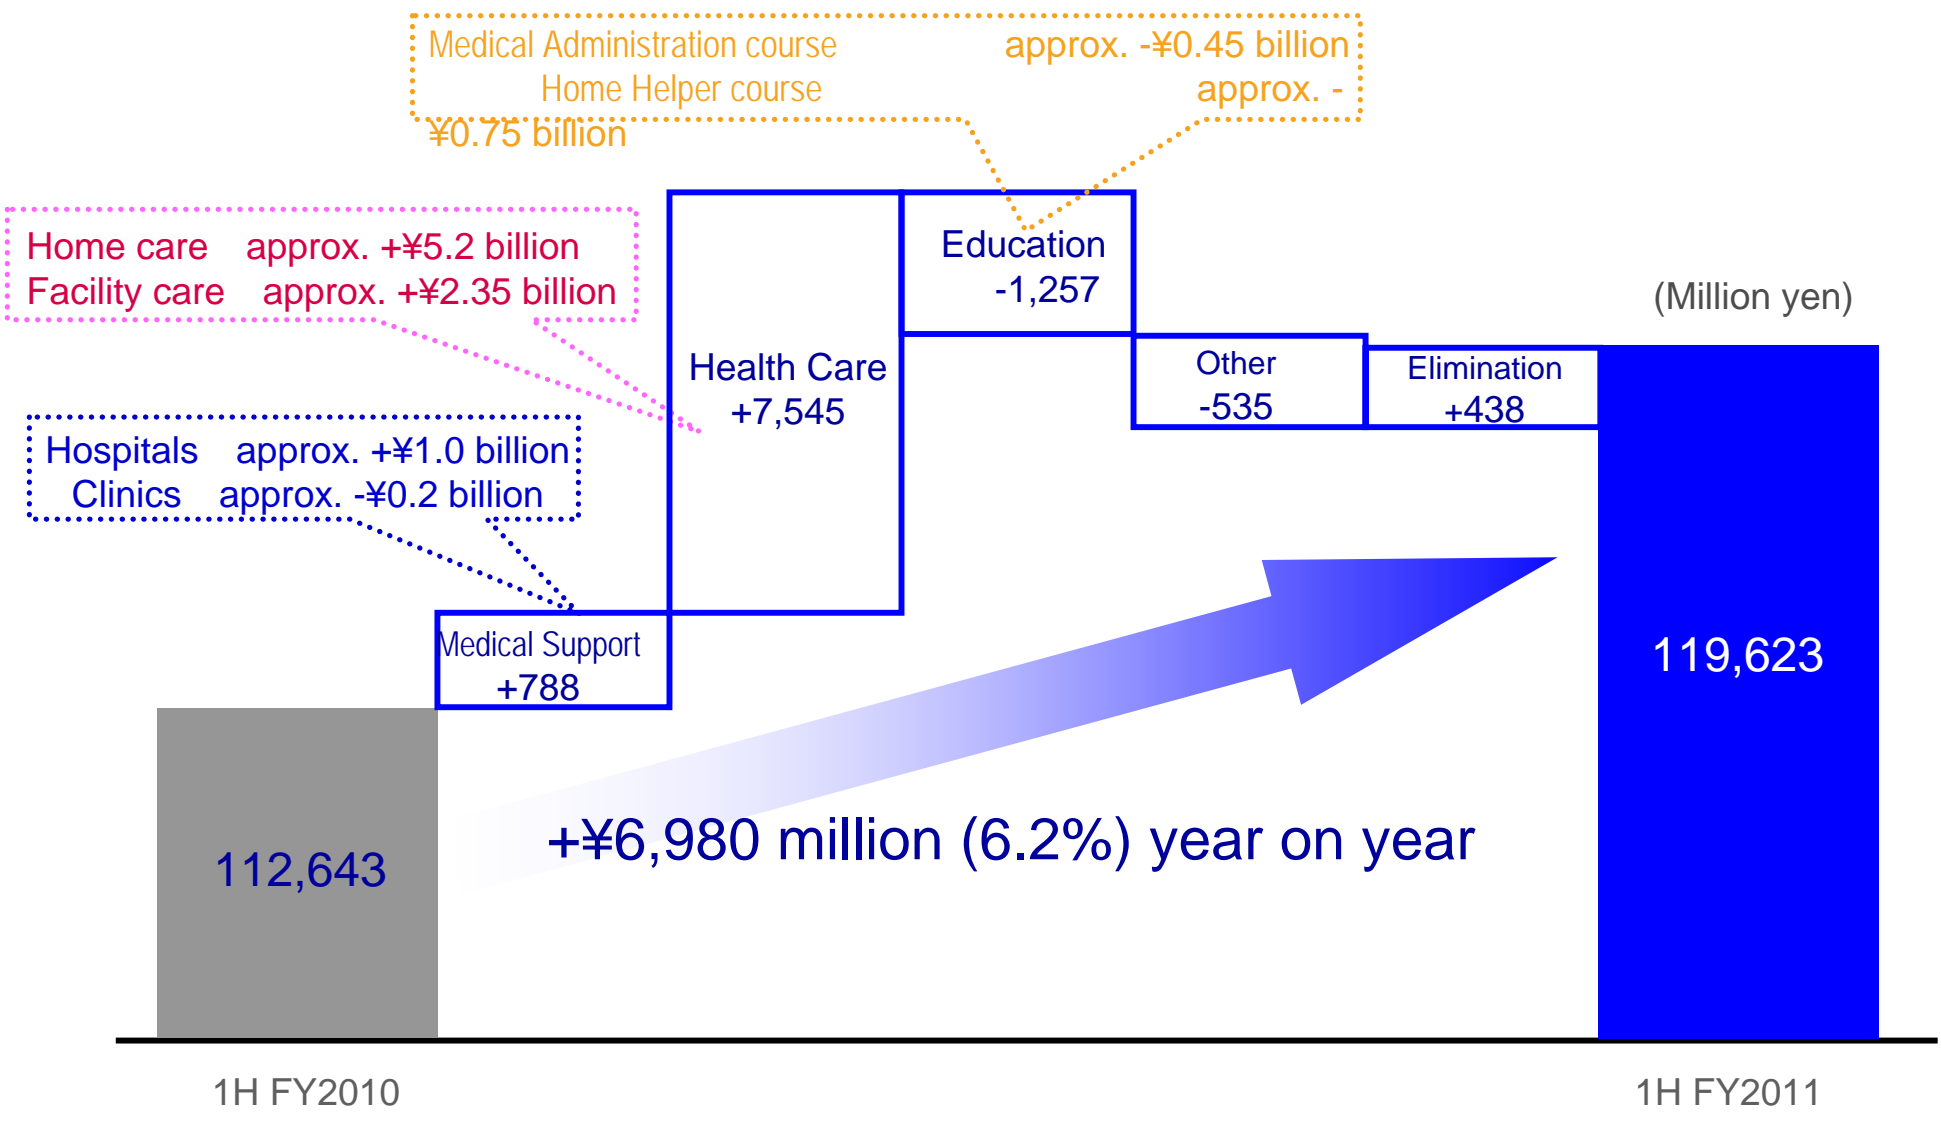 Medical Administration course approx. -¥0.45 billion
Home Helper course approx. -
¥0.75 billion
Home care approx. +¥5.2 billion
Facility care approx. +¥2.35 billion
Education
-1,257
(Million yen)
Health Care
+7,545
Other
-535
Elimination
+438
Hospitals approx. +¥1.0 billion
Clinics approx. -¥0.2 billion
Medical Support
+788
119,623
+¥6,980 million (6.2%) year on year
112,643
1H FY2010
1H FY2011